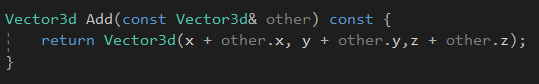 Vector3d Add(const Vector3d& other) const {
    return Vector3d(x + other.x, y + other.y,z + other.z);
}